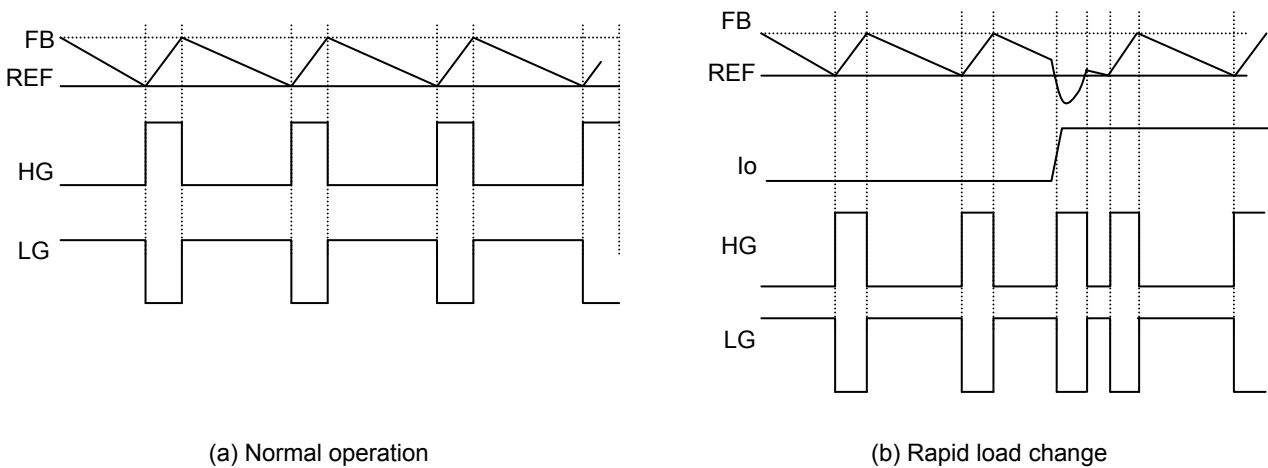 FB
REF
HG
LG
(a) Normal operation
FB
REF
Io
HG
LG
(b) Rapid load change